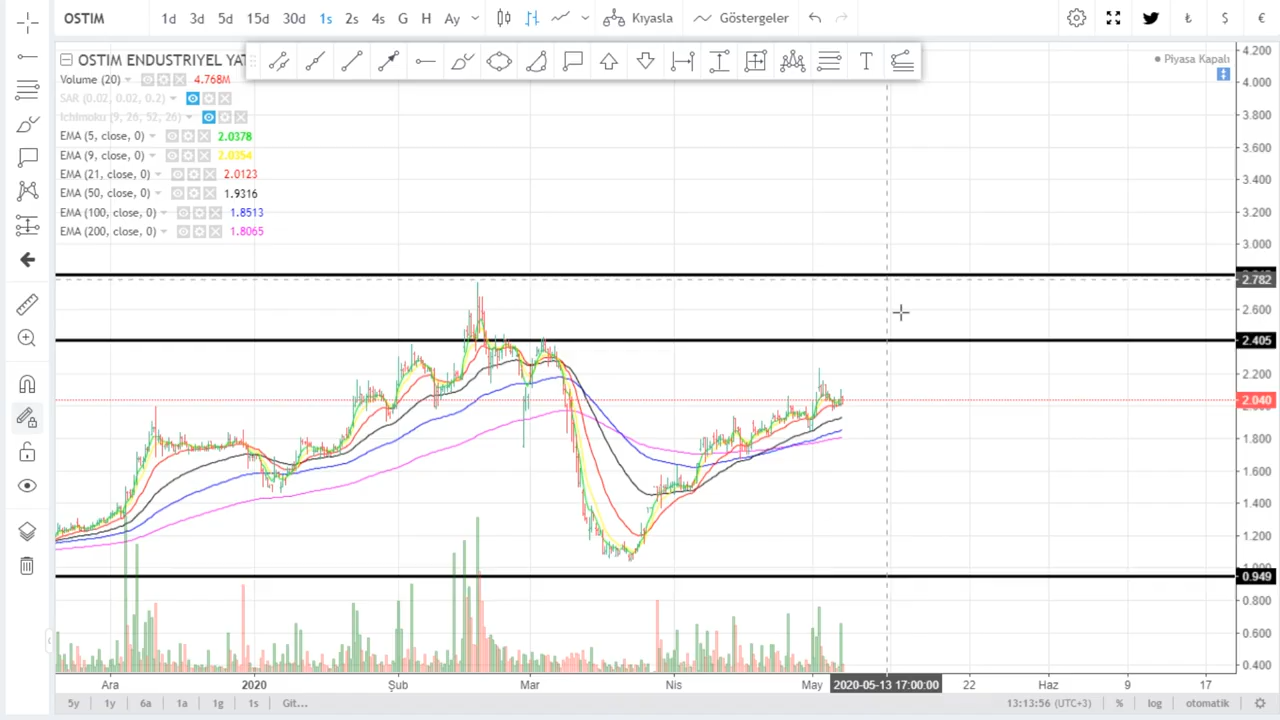 OSTIM 1d 3d 5d 15d 30d 1s 2s 4s G H Ay Kıyasla Göstergeler ₺ $ €
OSTIM ENDUSTRIYEL YAT
Piyasa Kapalı
Volume (20) 4.768M
SAR (0.02, 0.02, 0.2)
Ichimoku (9, 26, 52, 26)
EMA (5, close, 0) 2.0378
EMA (9, close, 0) 2.0354
EMA (21, close, 0) 2.0123
EMA (50, close, 0) 1.9316
EMA (100, close, 0) 1.8513
EMA (200, close, 0) 1.8065
4.200
4.000
3.800
3.600
3.400
3.200
3.000
2.782
2.600
2.405
2.200
2.040
1.800
1.600
1.400
1.200
0.949
0.800
0.600
0.400
Ara 2020 Şub Mar Nis May 2020-05-13 17:00:00 22 Haz 9 17
5y 1y 6a 1a 1g 1s Git... 13:13:56 (UTC+3) % log otomatik